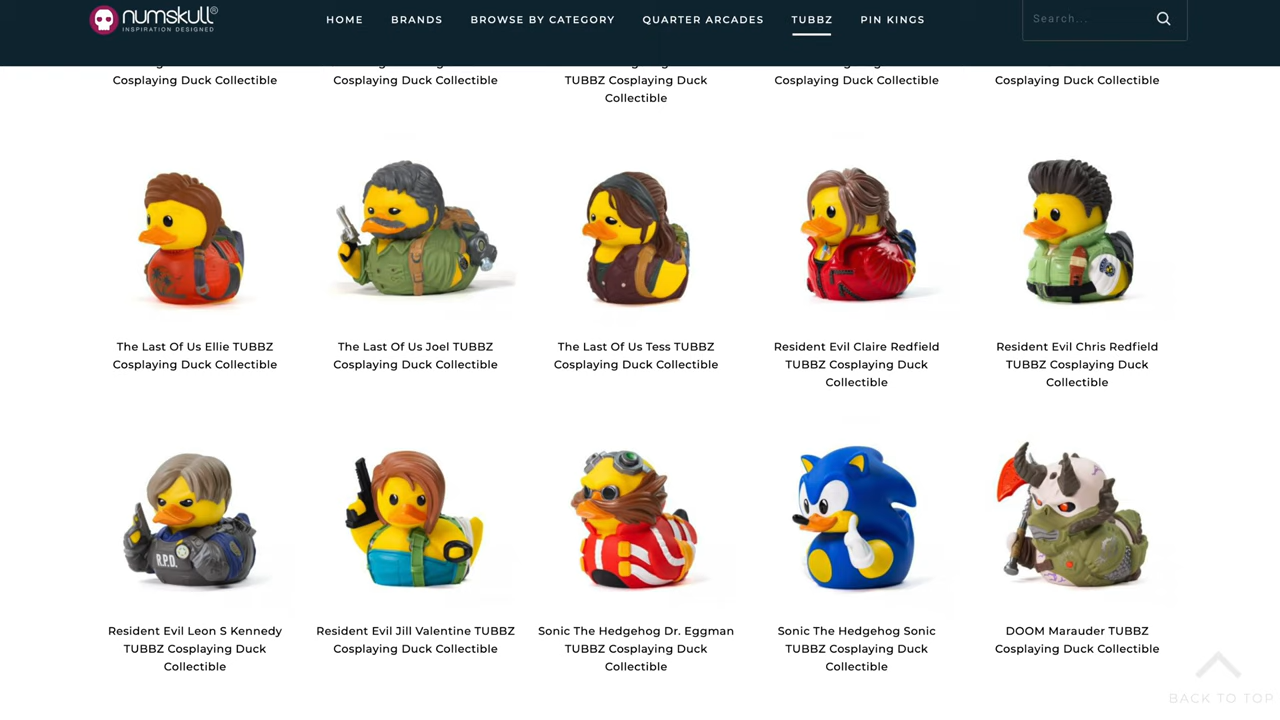 numskull®
INSPIRATION DESIGNED
HOME BRANDS BROWSE BY CATEGORY QUARTER ARCADES TUBBZ PIN KINGS
Search...
Cosplaying Duck Collectible
Cosplaying Duck Collectible
TUBBZ Cosplaying Duck
Collectible
Cosplaying Duck Collectible
Cosplaying Duck Collectible
The Last Of Us Ellie TUBBZ
Cosplaying Duck Collectible
The Last Of Us Joel TUBBZ
Cosplaying Duck Collectible
The Last Of Us Tess TUBBZ
Cosplaying Duck Collectible
Resident Evil Claire Redfield
TUBBZ Cosplaying Duck
Collectible
Resident Evil Chris Redfield
TUBBZ Cosplaying Duck
Collectible
R.P.D.
Resident Evil Leon S Kennedy
TUBBZ Cosplaying Duck
Collectible
Resident Evil Jill Valentine TUBBZ
Cosplaying Duck Collectible
Sonic The Hedgehog Dr. Eggman
TUBBZ Cosplaying Duck
Collectible
Sonic The Hedgehog Sonic
TUBBZ Cosplaying Duck
Collectible
DOOM Marauder TUBBZ
Cosplaying Duck Collectible
BACK TO TOP